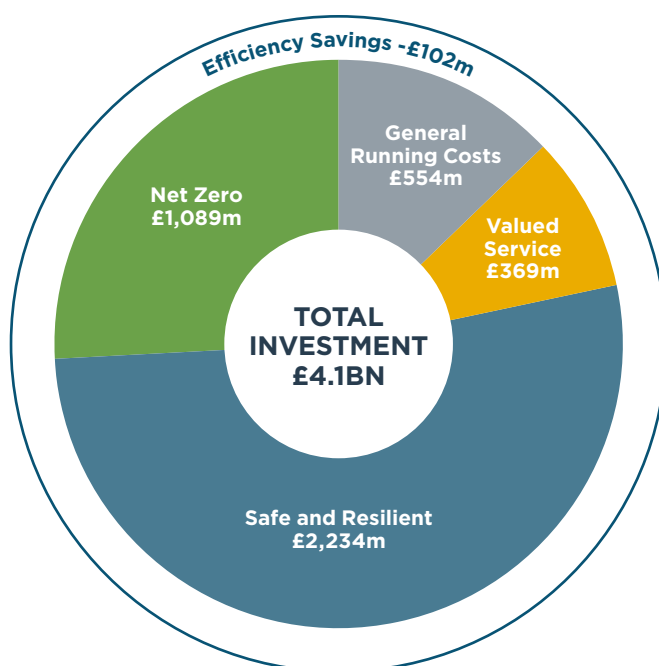 Efficiency Savings -£102m
General
Running Costs
£554m
Net Zero
£1,089m
Valued
Service
£369m
TOTAL
INVESTMENT
£4.1BN
Safe and Resilient
£2,234m